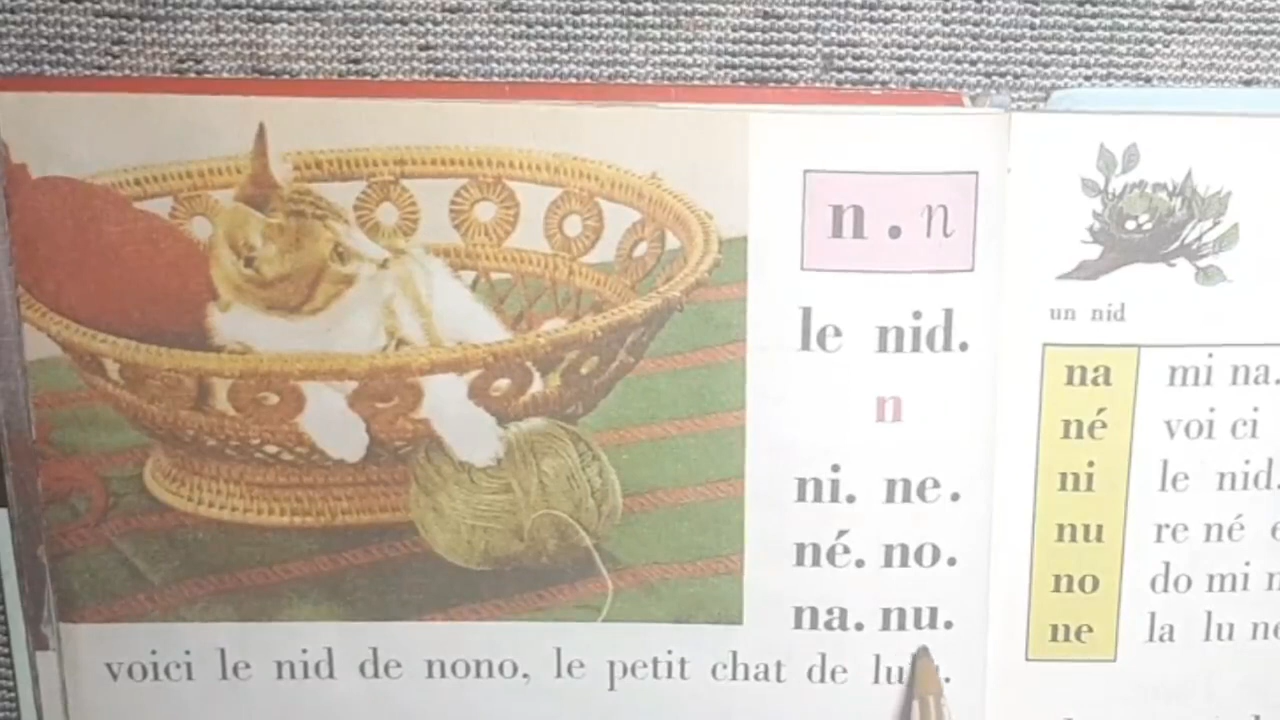 n . n
le nid.
n
ni. ne.
né. no.
na. nu.
voici le nid de nono, le petit chat de
un nid
na mi na.
né voi ci
ni le nid.
nu re né
no do mi
ne la lu